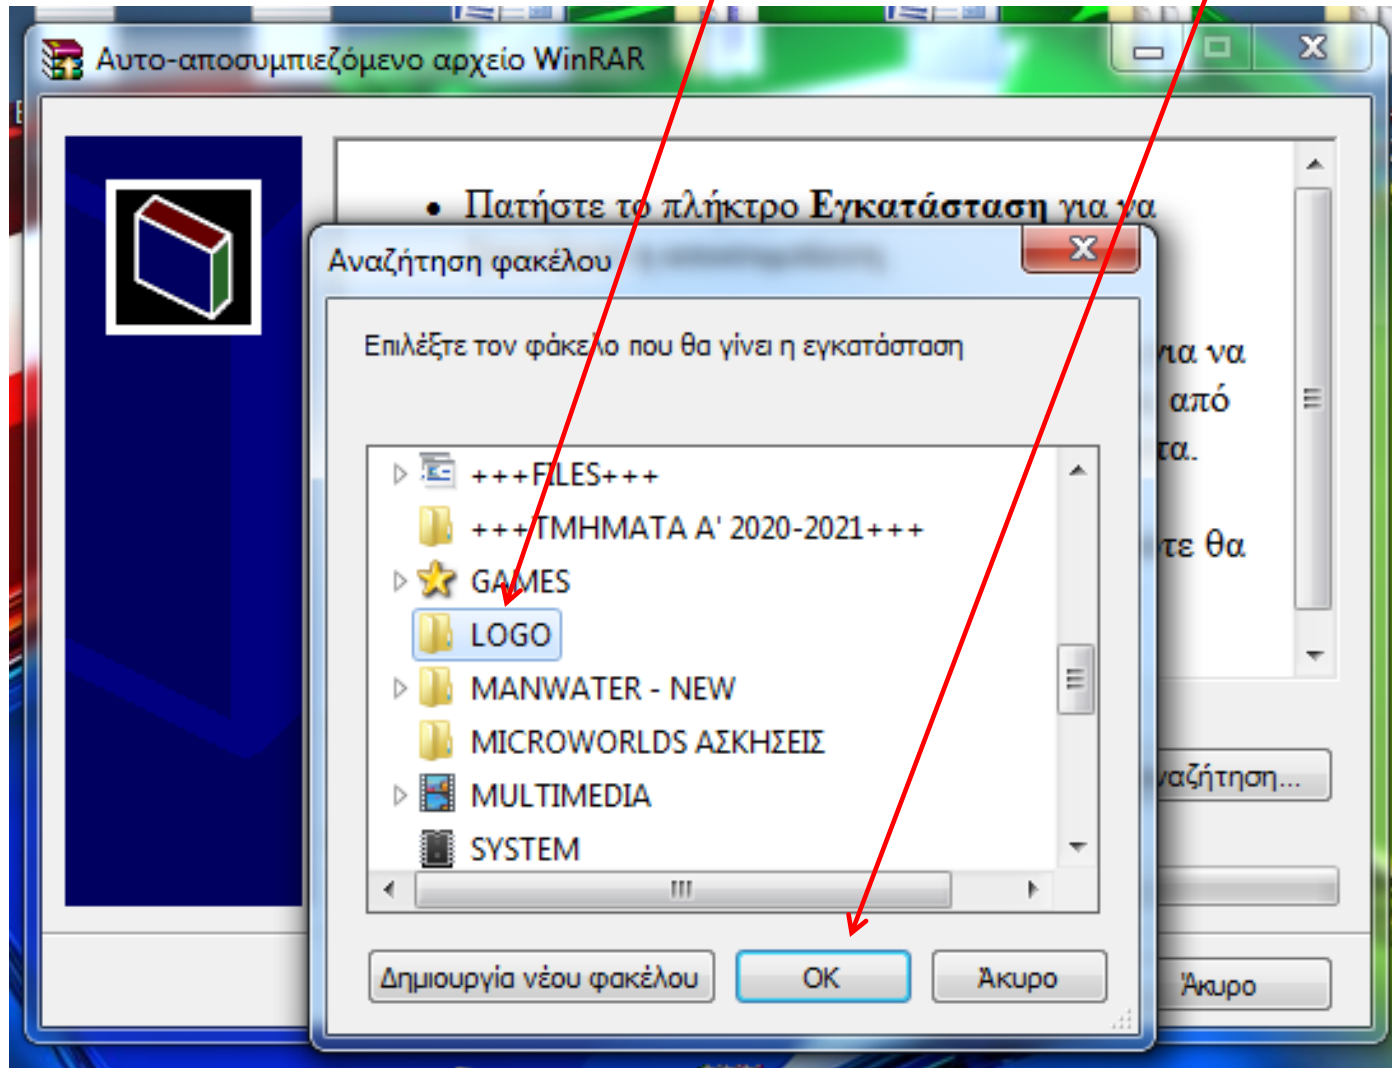 Αυτο-αποσυμπιεζόμενο αρχείο WinRAR
• Πατήστε το πλήκτρο Εγκατάσταση για να
για να
από
τα.
τε θα
Αναζήτηση φακέλου
Επιλέξτε τον φάκελο που θα γίνει η εγκατάσταση
+++FILES+++
+++ΤΜΗΜΑΤΑ Α' 2020-2021+++
GAMES
LOGO
MANWATER - NEW
MICROWORLDS ΑΣΚΗΣΕΙΣ
MULTIMEDIA
SYSTEM
Δημιουργία νέου φακέλου
OK
Άκυρο
ναζήτηση...
Άκυρο